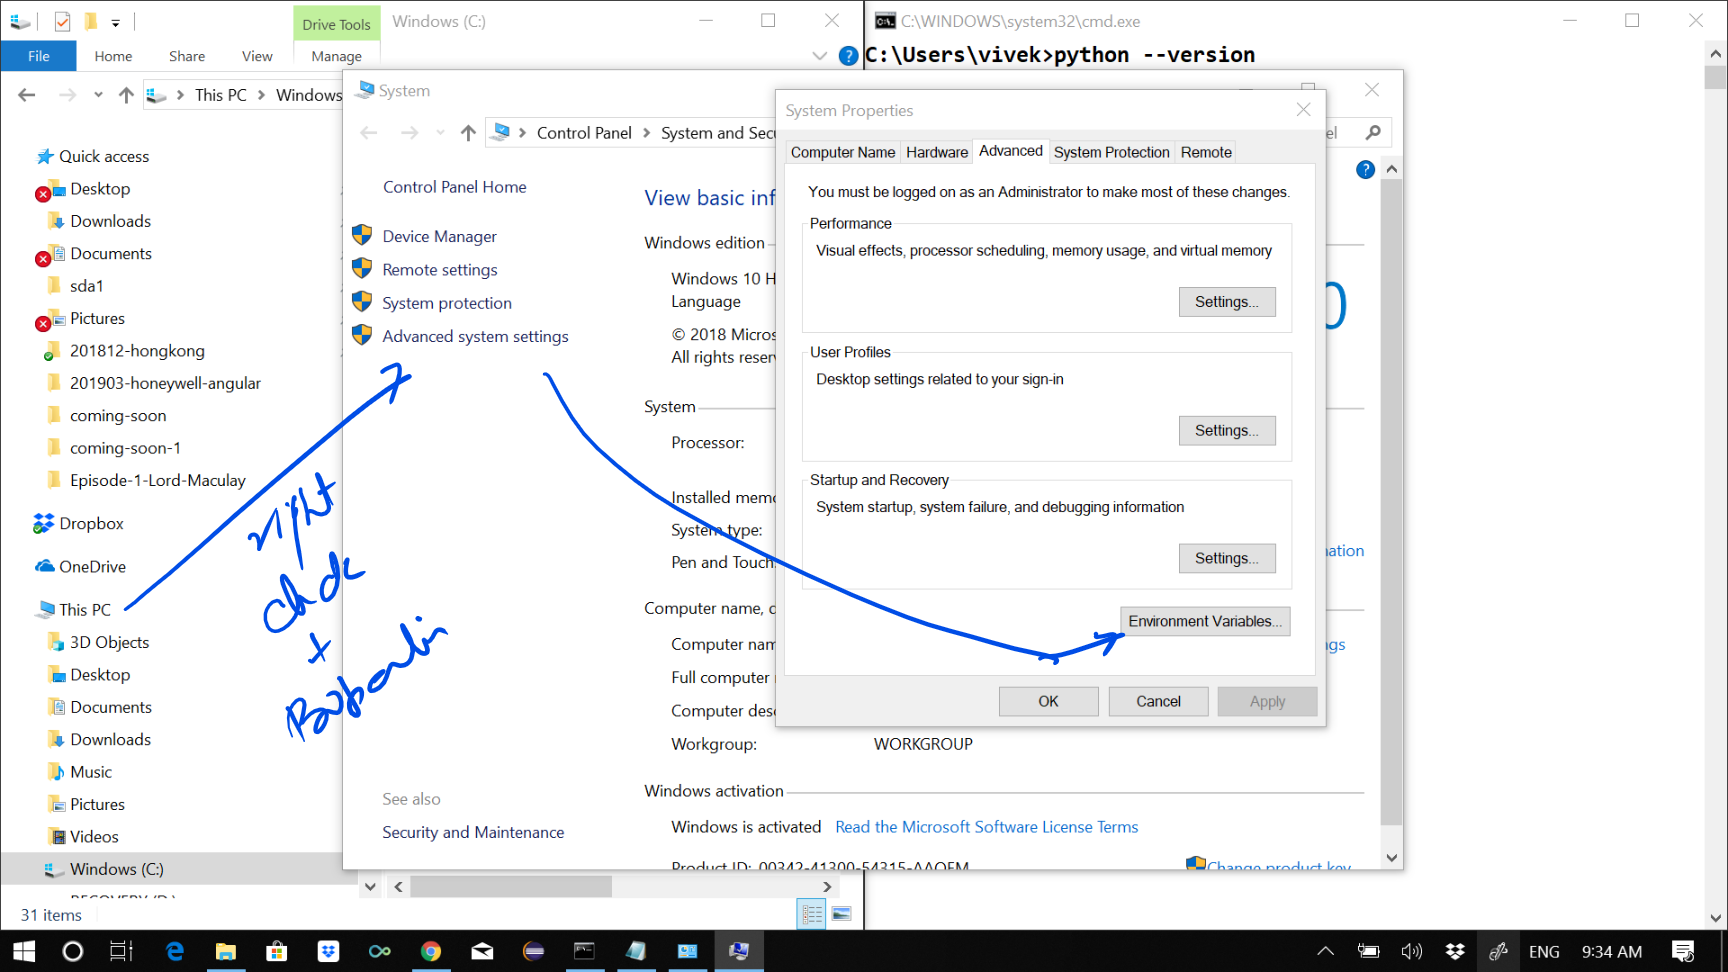 Drive Tools
Windows (C:)
File
Home
Share
View
Manage
This PC
Windows
Quick access
Desktop
Downloads
Documents
sda1
Pictures
201812-hongkong
201903-honeywell-angular
coming-soon
coming-soon-1
Episode-1-Lord-Maculay
Dropbox
OneDrive
This PC
3D Objects
Desktop
Documents
Downloads
Music
Pictures
Videos
Windows (C:)
31 items
right
click
+
C:\WINDOWS\system32\cmd.exe
C:\Users\vivek>python --version
System
Control Panel
System and Secu
Control Panel Home
Device Manager
Remote settings
System protection
Advanced system settings
See also
Security and Maintenance
View basic inf
Windows edition
Windows 10 H
Language
© 2018 Micros
All rights reser
System
Processor:
Installed memo
System type:
Pen and Touch
Computer name, d
Computer nam
Full computer
Computer desc
Workgroup:
WORKGROUP
Windows activation
Windows is activated
Read the Microsoft Software License Terms
Product ID: 00342-41300-54315-AAOEM
Change product key
System Properties
Computer Name
Hardware
Advanced
System Protection
Remote
You must be logged on as an Administrator to make most of these changes.
Performance
Visual effects, processor scheduling, memory usage, and virtual memory
Settings...
User Profiles
Desktop settings related to your sign-in
Settings...
Startup and Recovery
System startup, system failure, and debugging information
Settings...
Environment Variables...
OK
Cancel
Apply
el
0
mation
ngs
ENG
9:34 AM